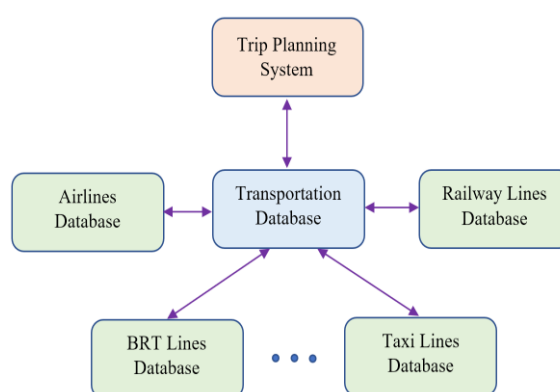 Trip Planning
System
Airlines
Database
Transportation
Database
Railway Lines
Database
BRT Lines
Database
Taxi Lines
Database